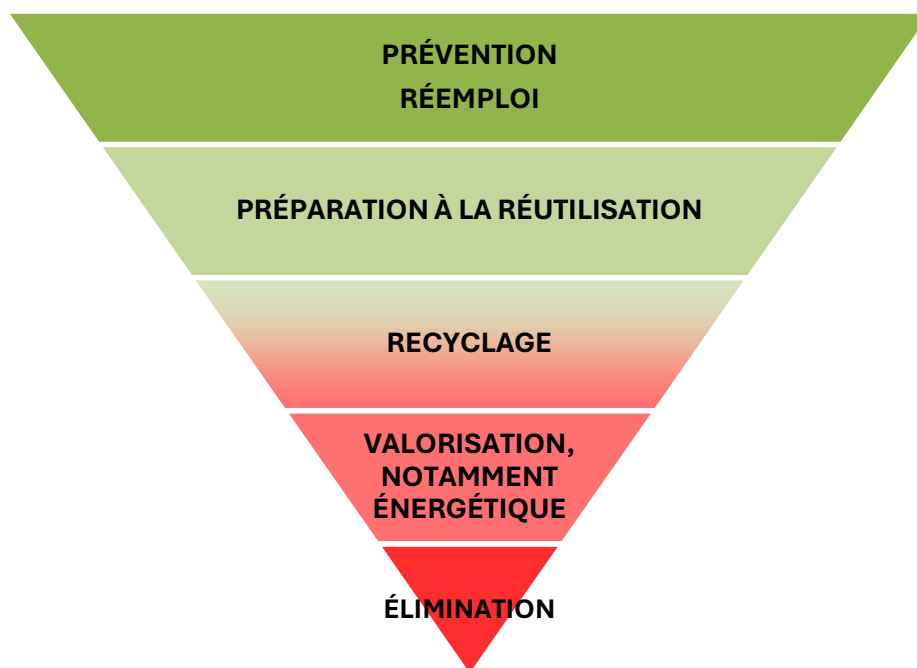 PRÉVENTION
RÉEMPLOI
PRÉPARATION À LA RÉUTILISATION
RECYCLAGE
VALORISATION,
NOTAMMENT
ÉNERGÉTIQUE
ÉLIMINATION